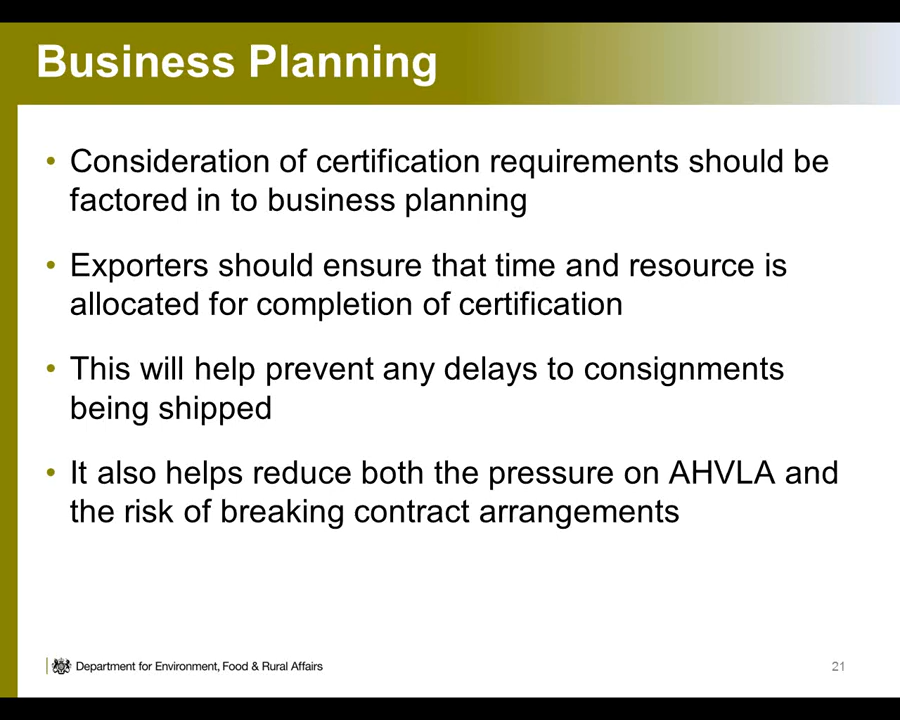 Business Planning
• Consideration of certification requirements should be
factored in to business planning
• Exporters should ensure that time and resource is
allocated for completion of certification
• This will help prevent any delays to consignments
being shipped
• It also helps reduce both the pressure on AHVLA and
the risk of breaking contract arrangements
Department for Environment, Food & Rural Affairs
21